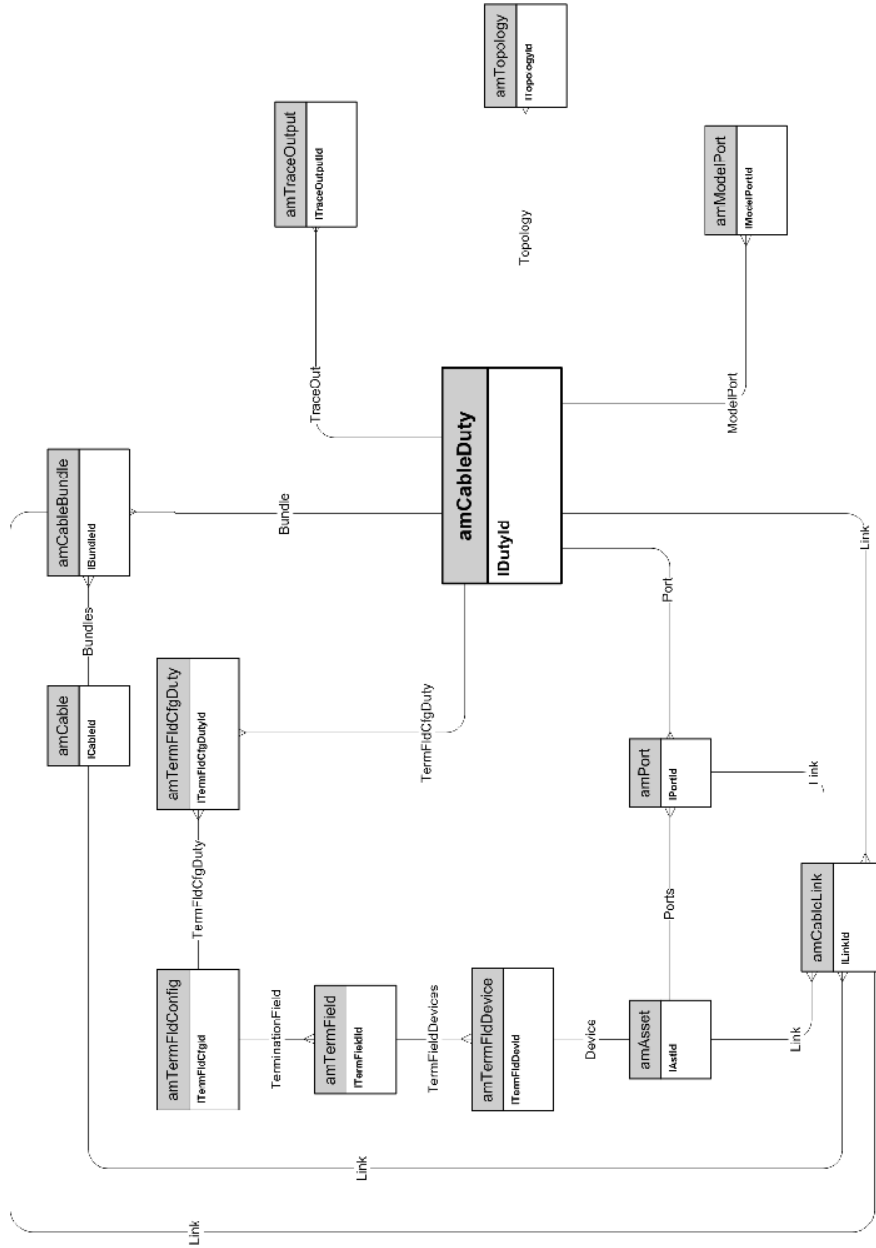 Link
amTermFldConfig
lTermFldCfgId
TermFldCfgDuty
amTermFldCfgDuty
lTermFldCfgDutyId
amCable
lCableId
Bundles
amCableBundle
lBundleId
amTraceOutput
lTraceOutputId
TerminationField
Bundle
amTermField
lTermFieldId
TraceOut
Link
TermFieldDevices
TermFldCfgDuty
amTermFldDevice
lTermFldDevId
amCableDuty
lDutyId
amTopology
lTopologyId
Topology
Device
amAsset
lAstId
Ports
amPort
lPortId
Port
amModelPort
lModelPortId
ModelPort
Link
Link
amCableLink
lLinkId
Link